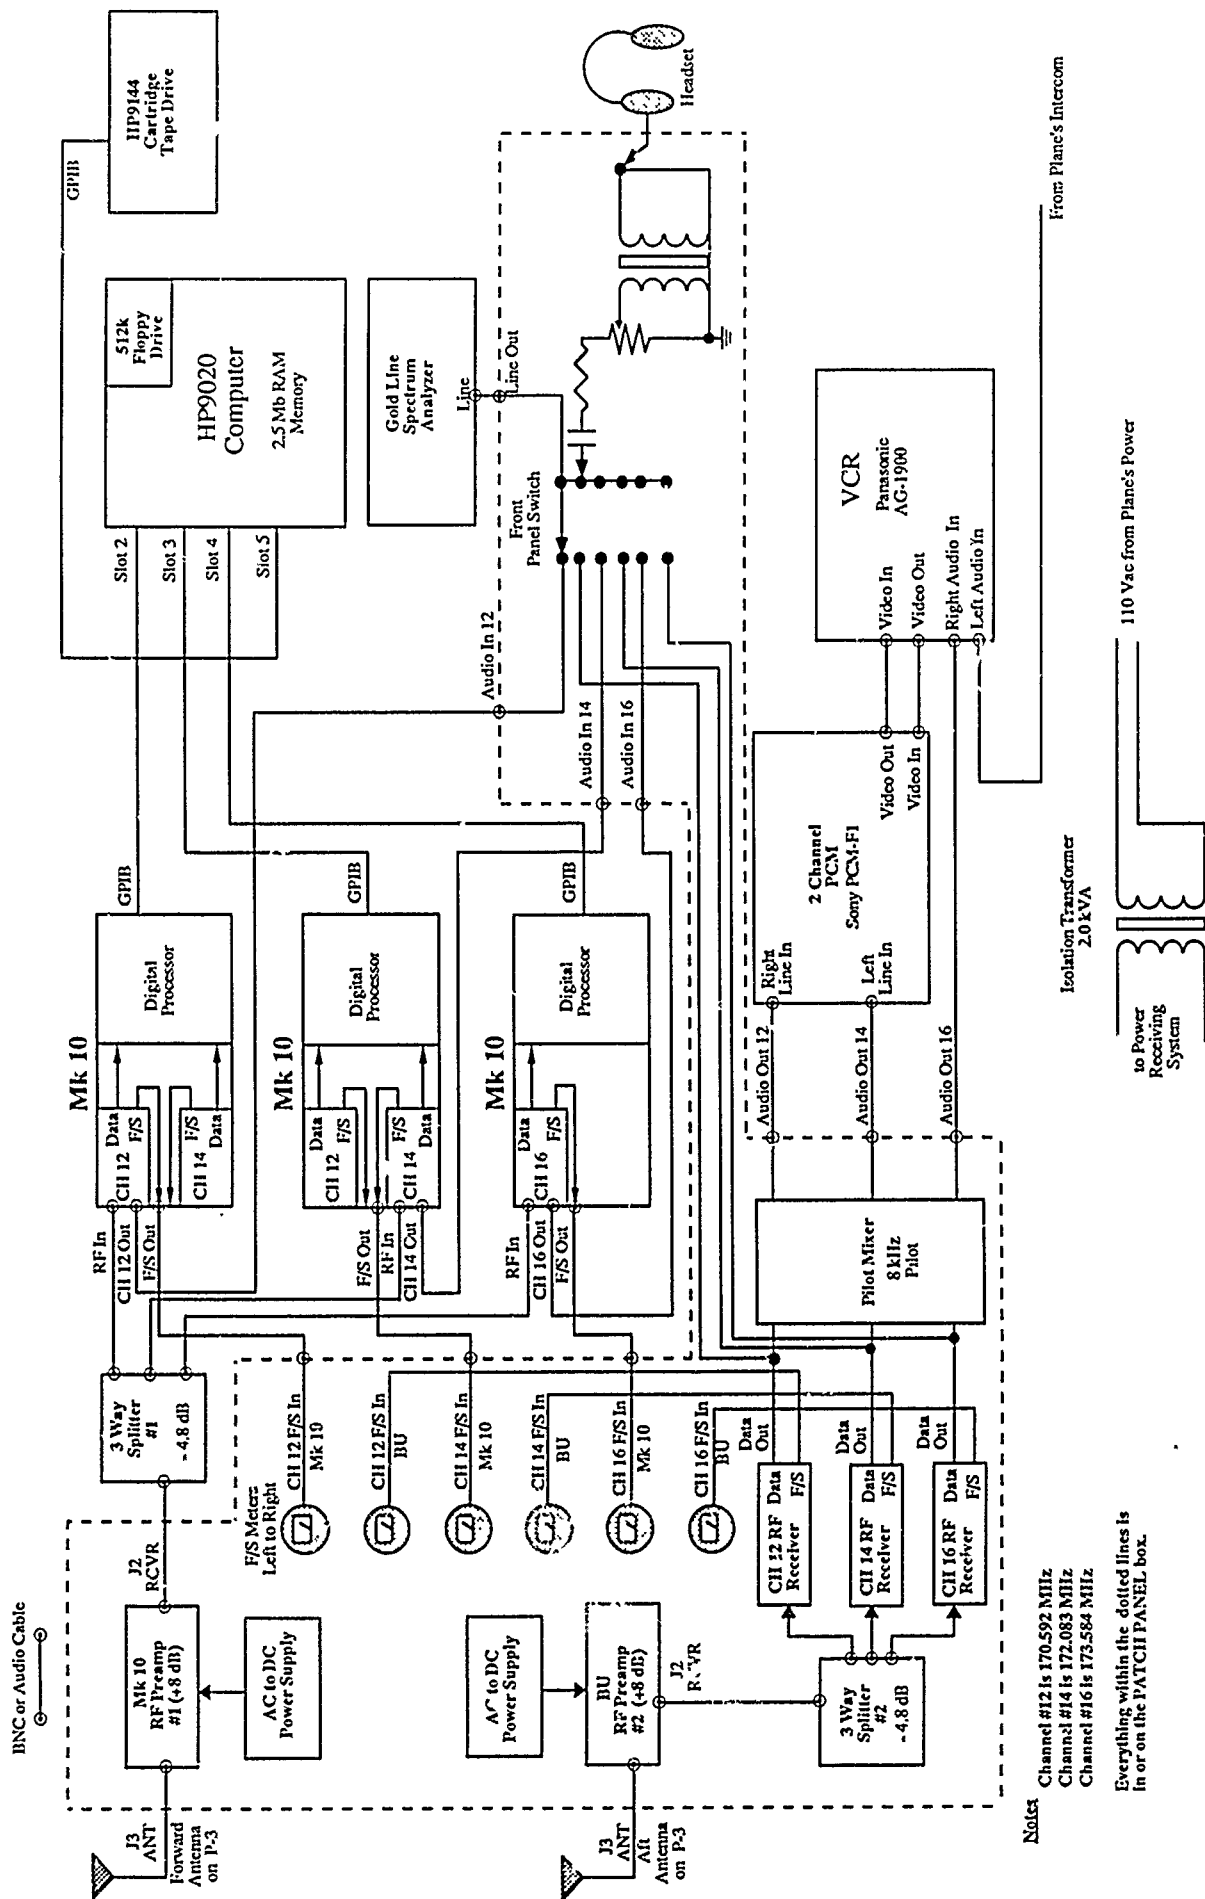 BNC or Audio Cable
J3
ANT
Forward
Antenna
on P-3
Mk 10
RF Preamp
#1 (+8 dB)
AC to DC
Power Supply
J2
RCVR
3 Way
Splitter
#1
- 4.8 dB
RF In
CH 12 Out
F/S Out
Mk 10
CH 12
Data
F/S
CH 14
F/S
Data
Digital
Processor
GPIB
Slot 2
Slot 3
Slot 4
Slot 5
512k
Floppy
Drive
HP9020
Computer
2.5 Mb RAM
Memory
GPIB
HP9144
Cartridge
Tape Drive
F/S Out
RF In
CH 14 Out
Mk 10
CH 12
Data
F/S
CH 14
F/S
Data
Digital
Processor
GPIB
RF In
CH 16 Out
F/S Out
Mk 10
CH 16
Data
F/S
Digital
Processor
GPIB
Gold Line
Spectrum
Analyzer
Line
Line Out
Audio In 12
Audio In 14
Audio In 16
Front
Panel Switch
Headset
F/S Meters
Left to Right
CH 12 F/S In
Mk 10
CH 12 F/S In
BU
CH 14 F/S In
Mk 10
CH 14 F/S In
BU
CH 16 F/S In
Mk 10
CH 16 F/S In
BU
J3
ANT
Aft
Antenna
on P-3
AC to DC
Power Supply
BU
RF Preamp
#2 (+8 dB)
J2
RCVR
3 Way
Splitter
#2
- 4.8 dB
CH 12 RF
Receiver
Data
F/S
Data
Out
CH 14 RF
Receiver
Data
F/S
Data
Out
CH 16 RF
Receiver
Data
F/S
Data
Out
Pilot Mixer
8 kHz
Pilot
Audio Out 12
Audio Out 14
Audio Out 16
Right
Line In
Left
Line In
2 Channel
PCM
Sony PCM-F1
Video Out
Video In
Video In
Video Out
Right Audio In
Left Audio In
VCR
Panasonic
AG-1900
From Plane's Intercom
Isolation Transformer
2.0 kVA
to Power
Receiving
System
110 Vac from Plane's Power
Notes
Channel #12 is 170.592 MHz
Channel #14 is 172.083 MHz
Channel #16 is 173.584 MHz
Everything within the dotted lines is
in or on the PATCH PANEL box.